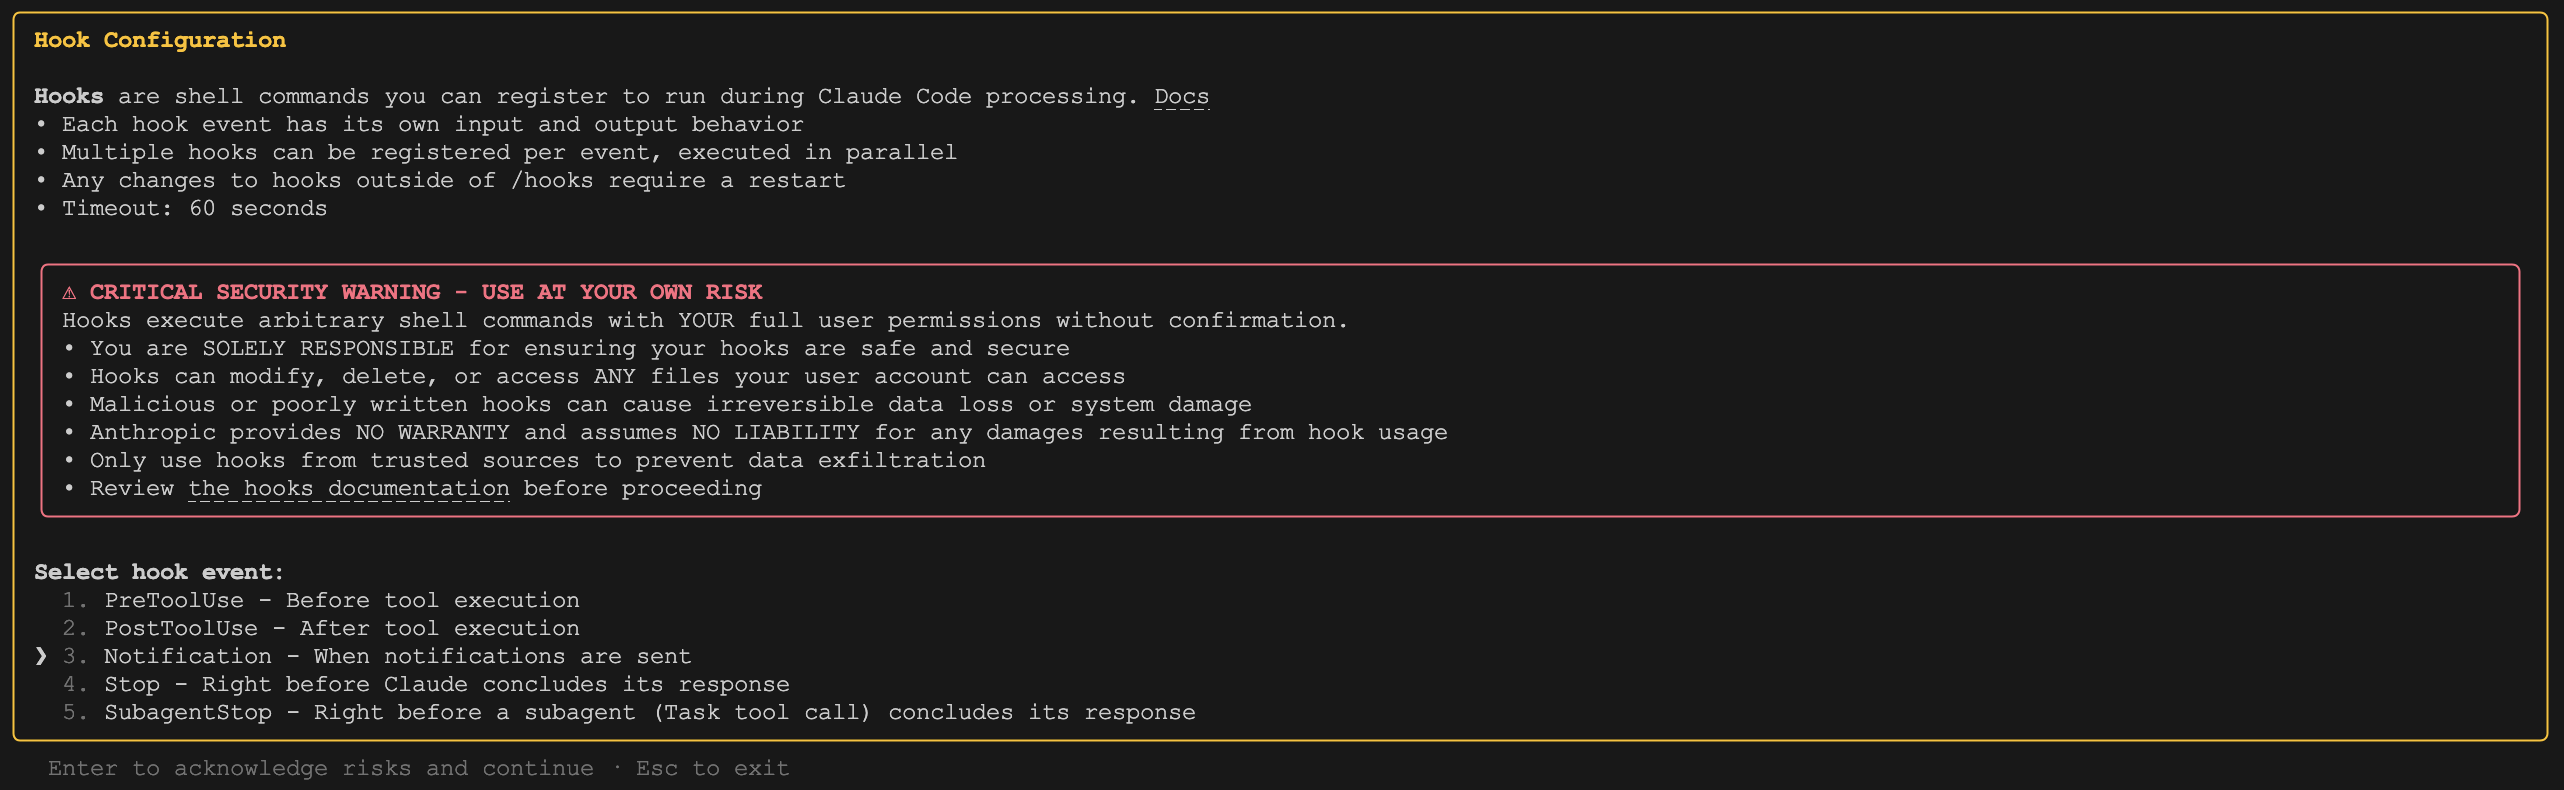 Hook Configuration
Hooks are shell commands you can register to run during Claude Code processing. Docs
• Each hook event has its own input and output behavior
• Multiple hooks can be registered per event, executed in parallel
• Any changes to hooks outside of /hooks require a restart
• Timeout: 60 seconds
⚠ CRITICAL SECURITY WARNING - USE AT YOUR OWN RISK
Hooks execute arbitrary shell commands with YOUR full user permissions without confirmation.
• You are SOLELY RESPONSIBLE for ensuring your hooks are safe and secure
• Hooks can modify, delete, or access ANY files your user account can access
• Malicious or poorly written hooks can cause irreversible data loss or system damage
• Anthropic provides NO WARRANTY and assumes NO LIABILITY for any damages resulting from hook usage
• Only use hooks from trusted sources to prevent data exfiltration
• Review the hooks documentation before proceeding
Select hook event:
1. PreToolUse - Before tool execution
2. PostToolUse - After tool execution
❯ 3. Notification - When notifications are sent
4. Stop - Right before Claude concludes its response
5. SubagentStop - Right before a subagent (Task tool call) concludes its response
Enter to acknowledge risks and continue · Esc to exit